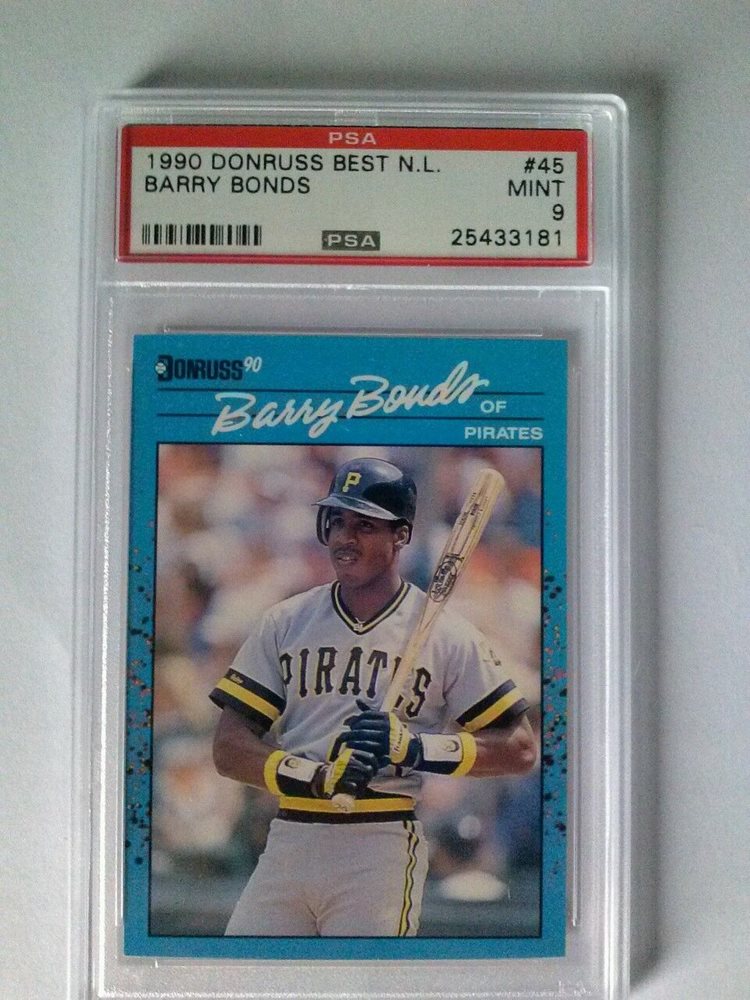 PSA
1990 DONRUSS BEST N.L. #45
BARRY BONDS MINT
9
PSA 25433181
DONRUSS 90
Barry Bonds OF
PIRATES
P
PIRATES